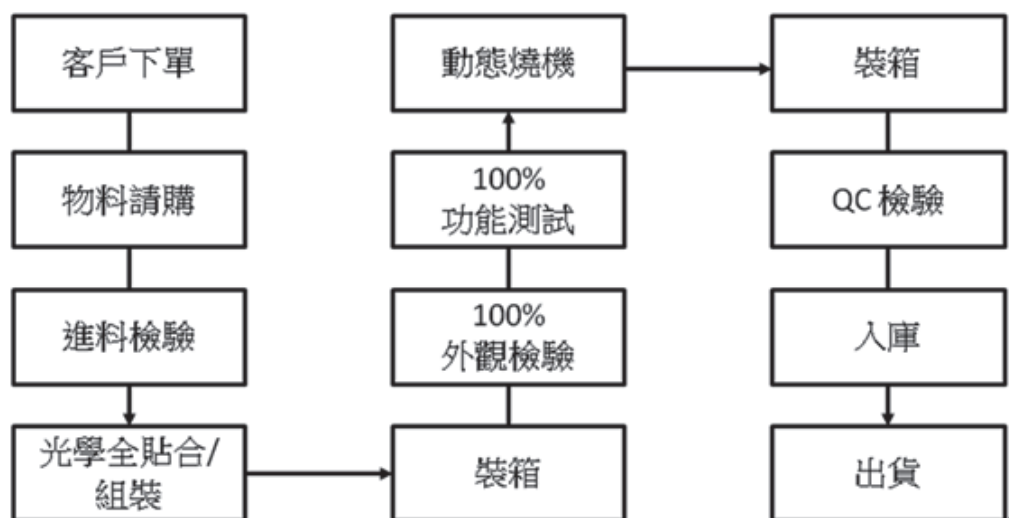 客戶下單
物料請購
進料檢驗
光學全貼合/
組裝
裝箱
100%
外觀檢驗
100%
功能測試
動態燒機
裝箱
QC 檢驗
入庫
出貨